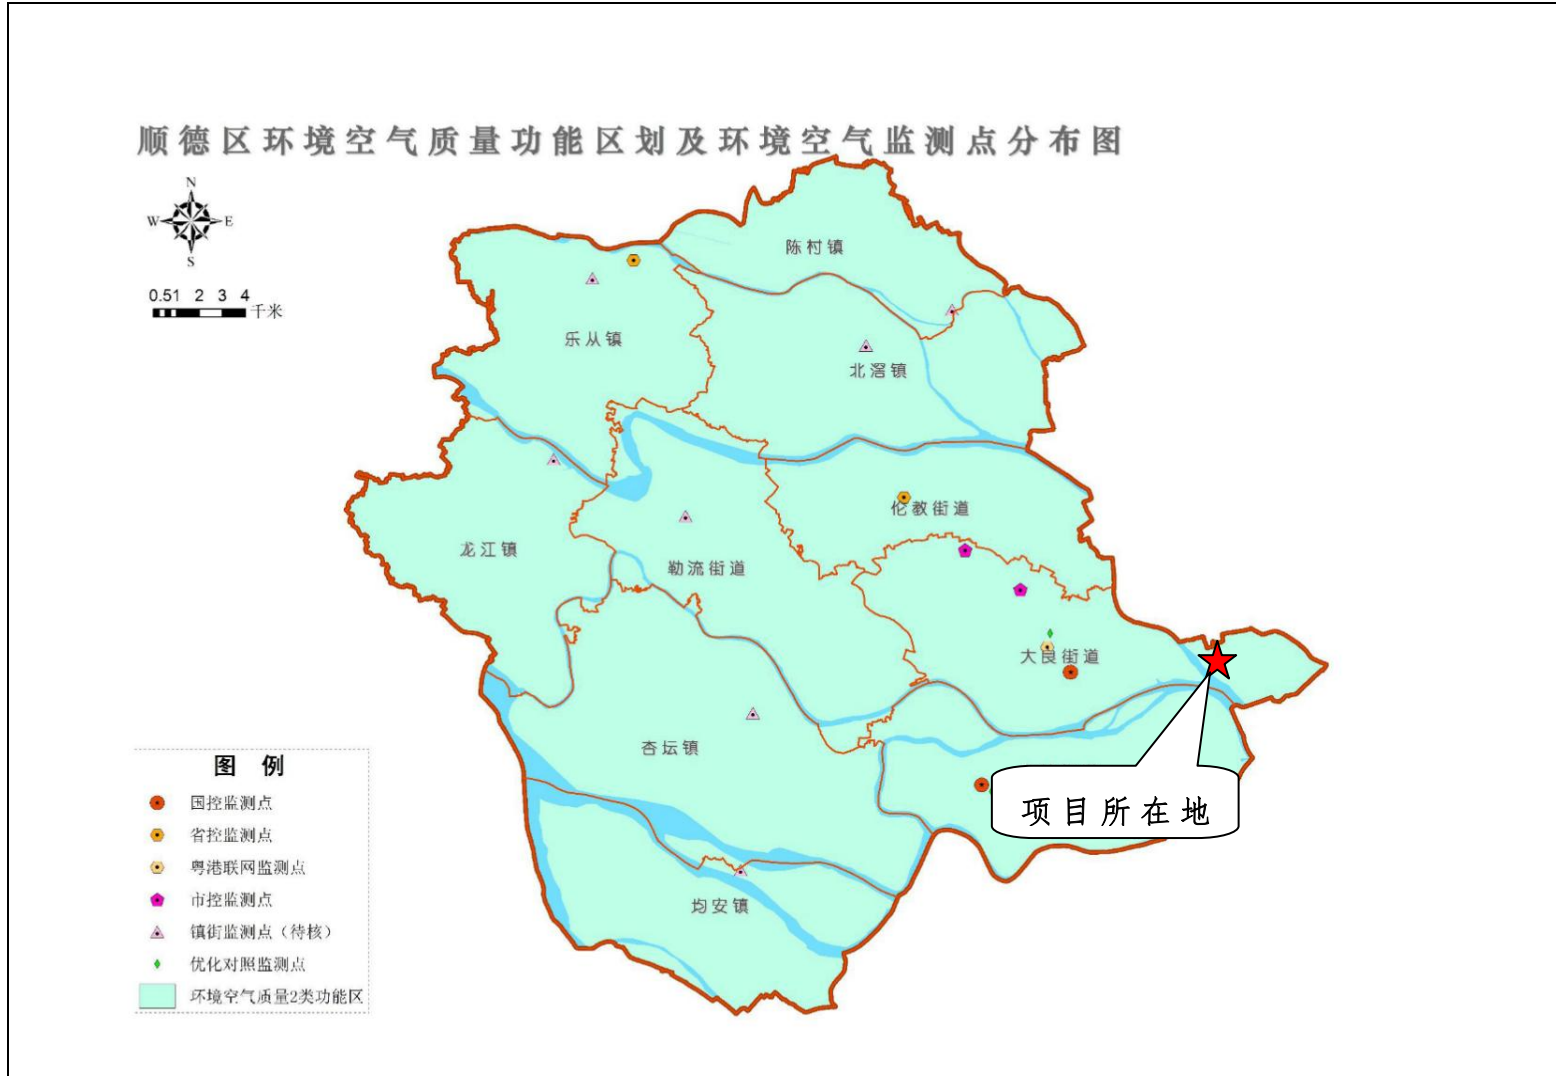 顺德区环境空气质量功能区划及环境空气监测点分布图
N
W E
S
0.51 2 3 4
千米
陈村镇
乐从镇
北滘镇
伦教街道
龙江镇
勒流街道
大良街道
杏坛镇
项目所在地
均安镇
图 例
国控监测点
省控监测点
粤港联网监测点
市控监测点
镇街监测点（待核）
优化对照监测点
环境空气质量2类功能区